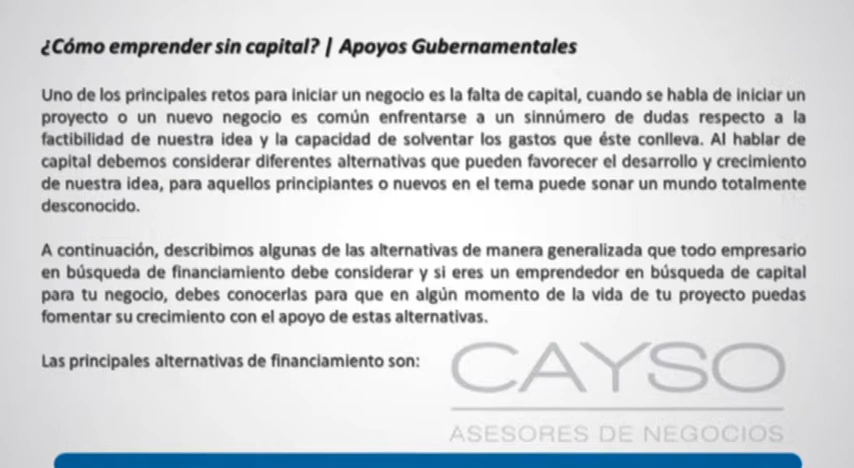 ¿Cómo emprender sin capital? | Apoyos Gubernamentales
Uno de los principales retos para iniciar un negocio es la falta de capital, cuando se habla de iniciar un
proyecto o un nuevo negocio es común enfrentarse a un sinnúmero de dudas respecto a la
factibilidad de nuestra idea y la capacidad de solventar los gastos que éste conlleva. Al hablar de
capital debemos considerar diferentes alternativas que pueden favorecer el desarrollo y crecimiento
de nuestra idea, para aquellos principiantes o nuevos en el tema puede sonar un mundo totalmente
desconocido.
A continuación, describimos algunas de las alternativas de manera generalizada que todo empresario
en búsqueda de financiamiento debe considerar y si eres un emprendedor en búsqueda de capital
para tu negocio, debes conocerlas para que en algún momento de la vida de tu proyecto puedas
fomentar su crecimiento con el apoyo de estas alternativas.
Las principales alternativas de financiamiento son:
CAYSO
ASESORES DE NEGOCIOS